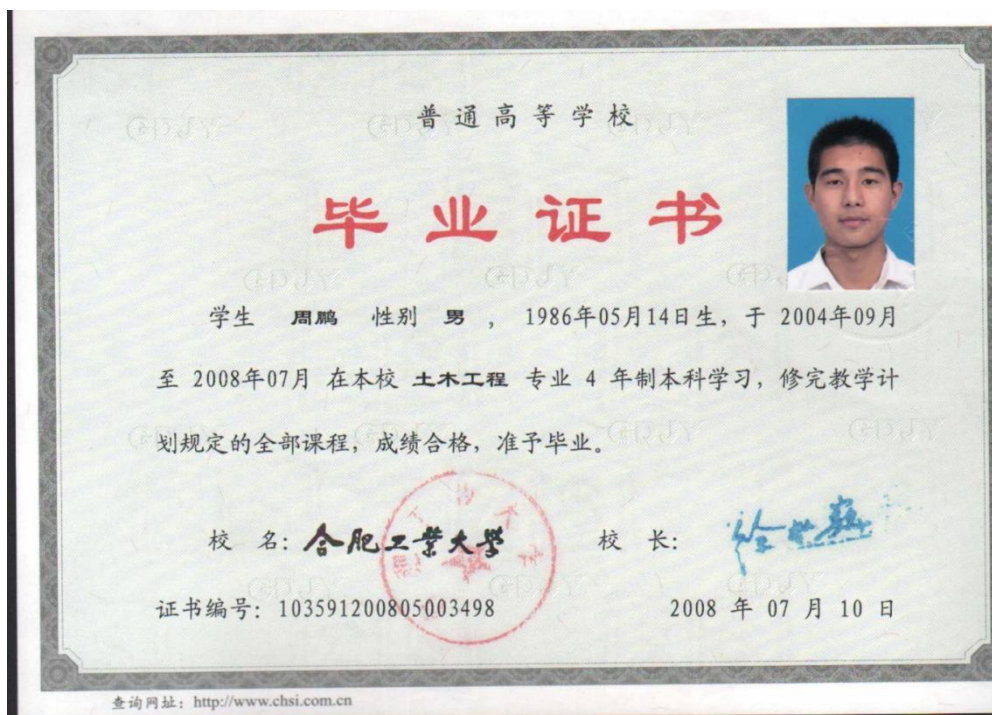 普通高等学校
毕业证书
学生 周鹏 性别 男 , 1986年05月14日生, 于 2004年09月
至 2008年07月 在本校 土木工程 专业 4 年制本科学习, 修完教学计
划规定的全部课程, 成绩合格, 准予毕业。
校 名: 合肥工业大学 校 长:
证书编号: 103591200805003498 2008 年 07 月 10 日
查询网址: http://www.chsi.com.cn